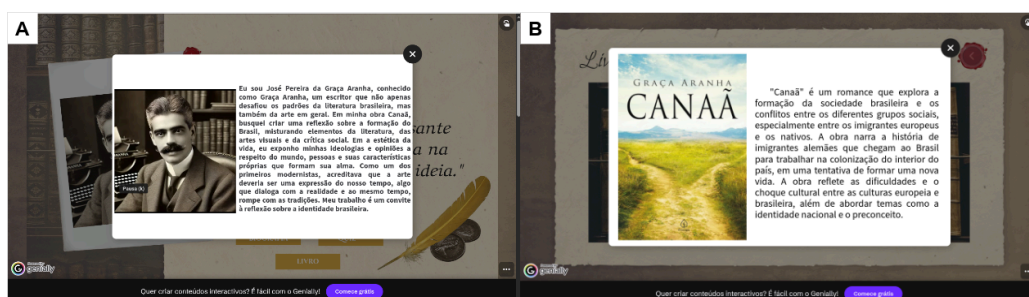 A
Eu sou José Pereira da Graça Aranha, conhecido
como Graça Aranha, um escritor que não apenas
desafiou os padrões da literatura brasileira, mas
também da arte em geral. Em minha obra Canaã,
busquei criar uma reflexão sobre a formação do
Brasil, misturando elementos da literatura, das
artes visuais e da crítica social. Em a estética da
vida, eu exponho minhas ideologias e opiniões a
respeito do mundo, pessoas e suas características
próprias que formam sua alma. Como um dos
primeiros modernistas, acreditava que a arte
deveria ser uma expressão do nosso tempo, algo
que dialoga com a realidade e ao mesmo tempo,
rompe com as tradições. Meu trabalho é um convite
à reflexão sobre a identidade brasileira.
Pausa (k)
na
ideia."
LIVRO
genially
Quer criar conteúdos interactivos? É fácil com o Genially!
Comece grátis
B
GRAÇA ARANHA
CANAÃ
"Canaã" é um romance que explora a
formação da sociedade brasileira e os
conflitos entre os diferentes grupos sociais,
especialmente entre os imigrantes europeus
e os nativos. A obra narra a história de
imigrantes alemães que chegam ao Brasil
para trabalhar na colonização do interior do
país, em uma tentativa de formar uma nova
vida. A obra reflete as dificuldades e o
choque cultural entre as culturas europeia e
brasileira, além de abordar temas como a
identidade nacional e o preconceito.
genially
Quer criar conteúdos interactivos? É fácil com o Genially!
Comece grátis